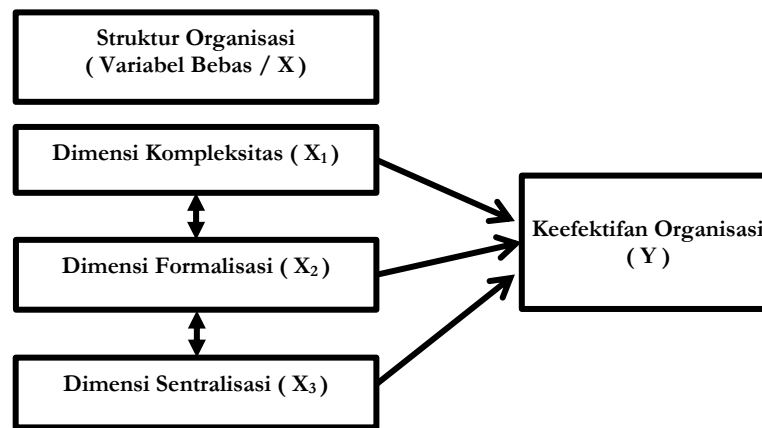 Struktur Organisasi
( Variabel Bebas / X )
Dimensi Kompleksitas ( X₁ )
Dimensi Formalisasi ( X₂ )
Dimensi Sentralisasi ( X₃ )
Keefektifan Organisasi
( Y )